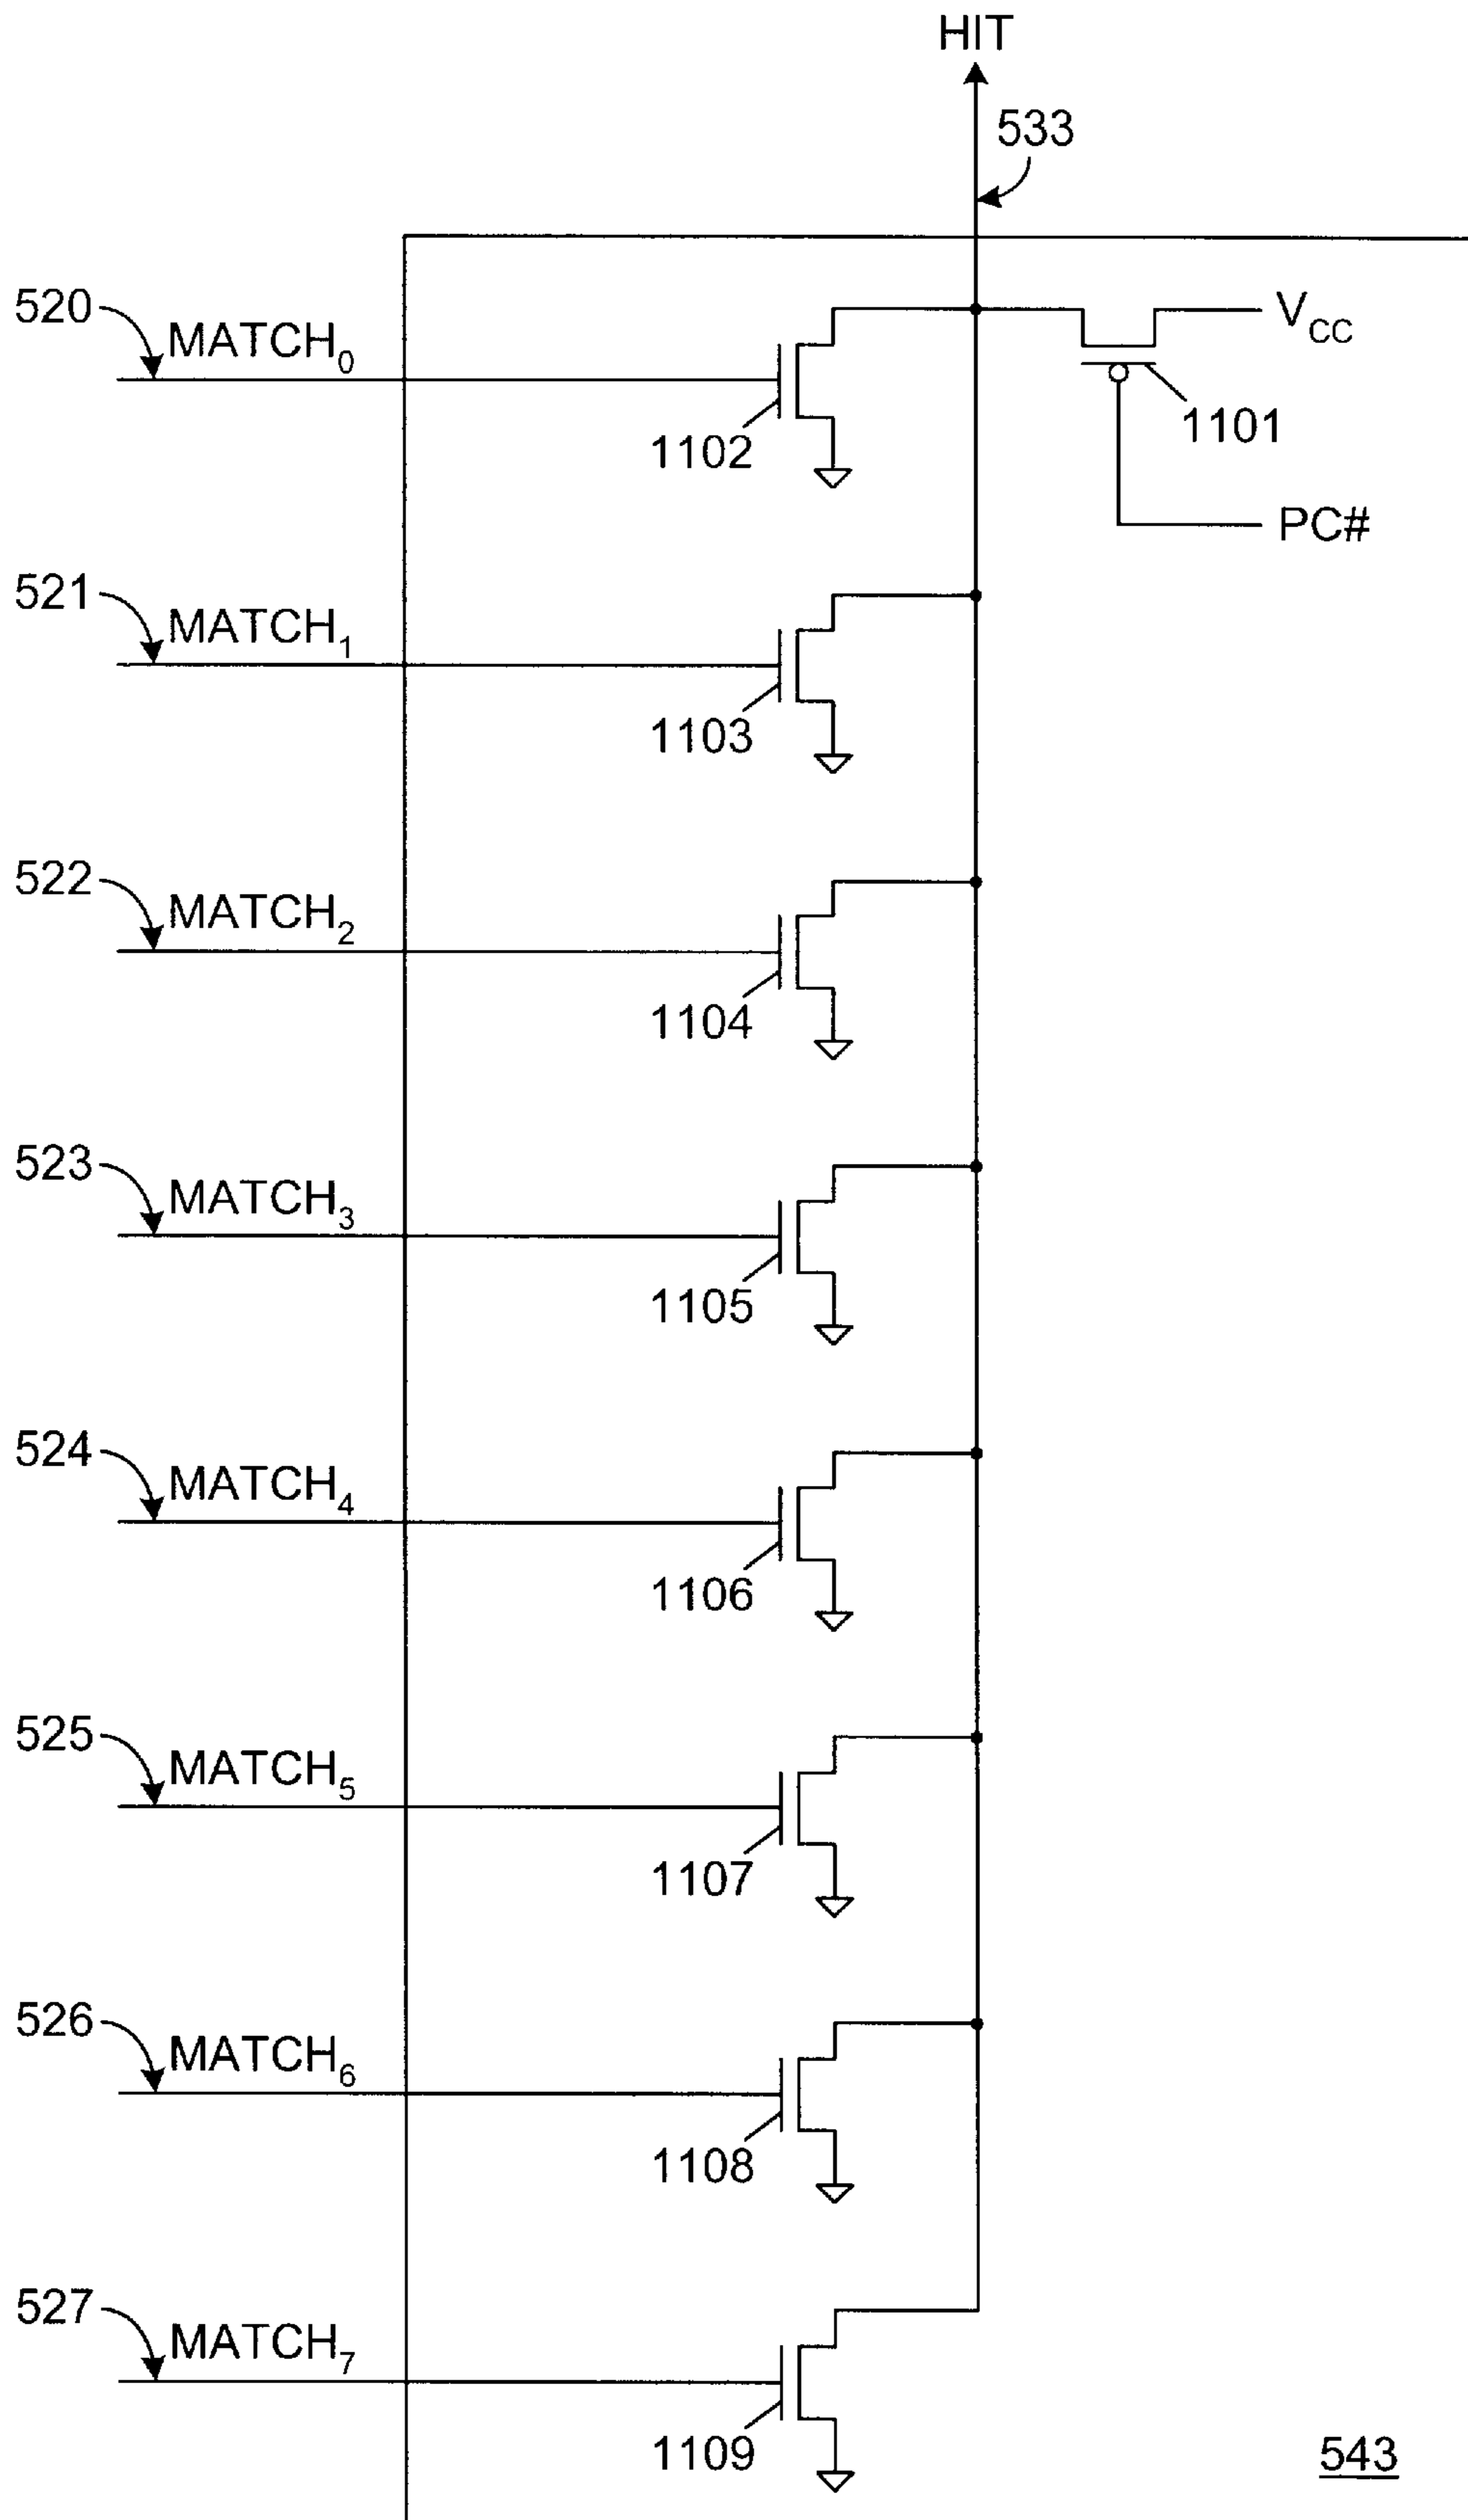 HIT
533
520
MATCH0
VCC
1101
1102
PC#
521
MATCH1
1103
522
MATCH2
1104
523
MATCH3
1105
524
MATCH4
1106
525
MATCH5
1107
526
MATCH6
1108
527
MATCH7
1109
543